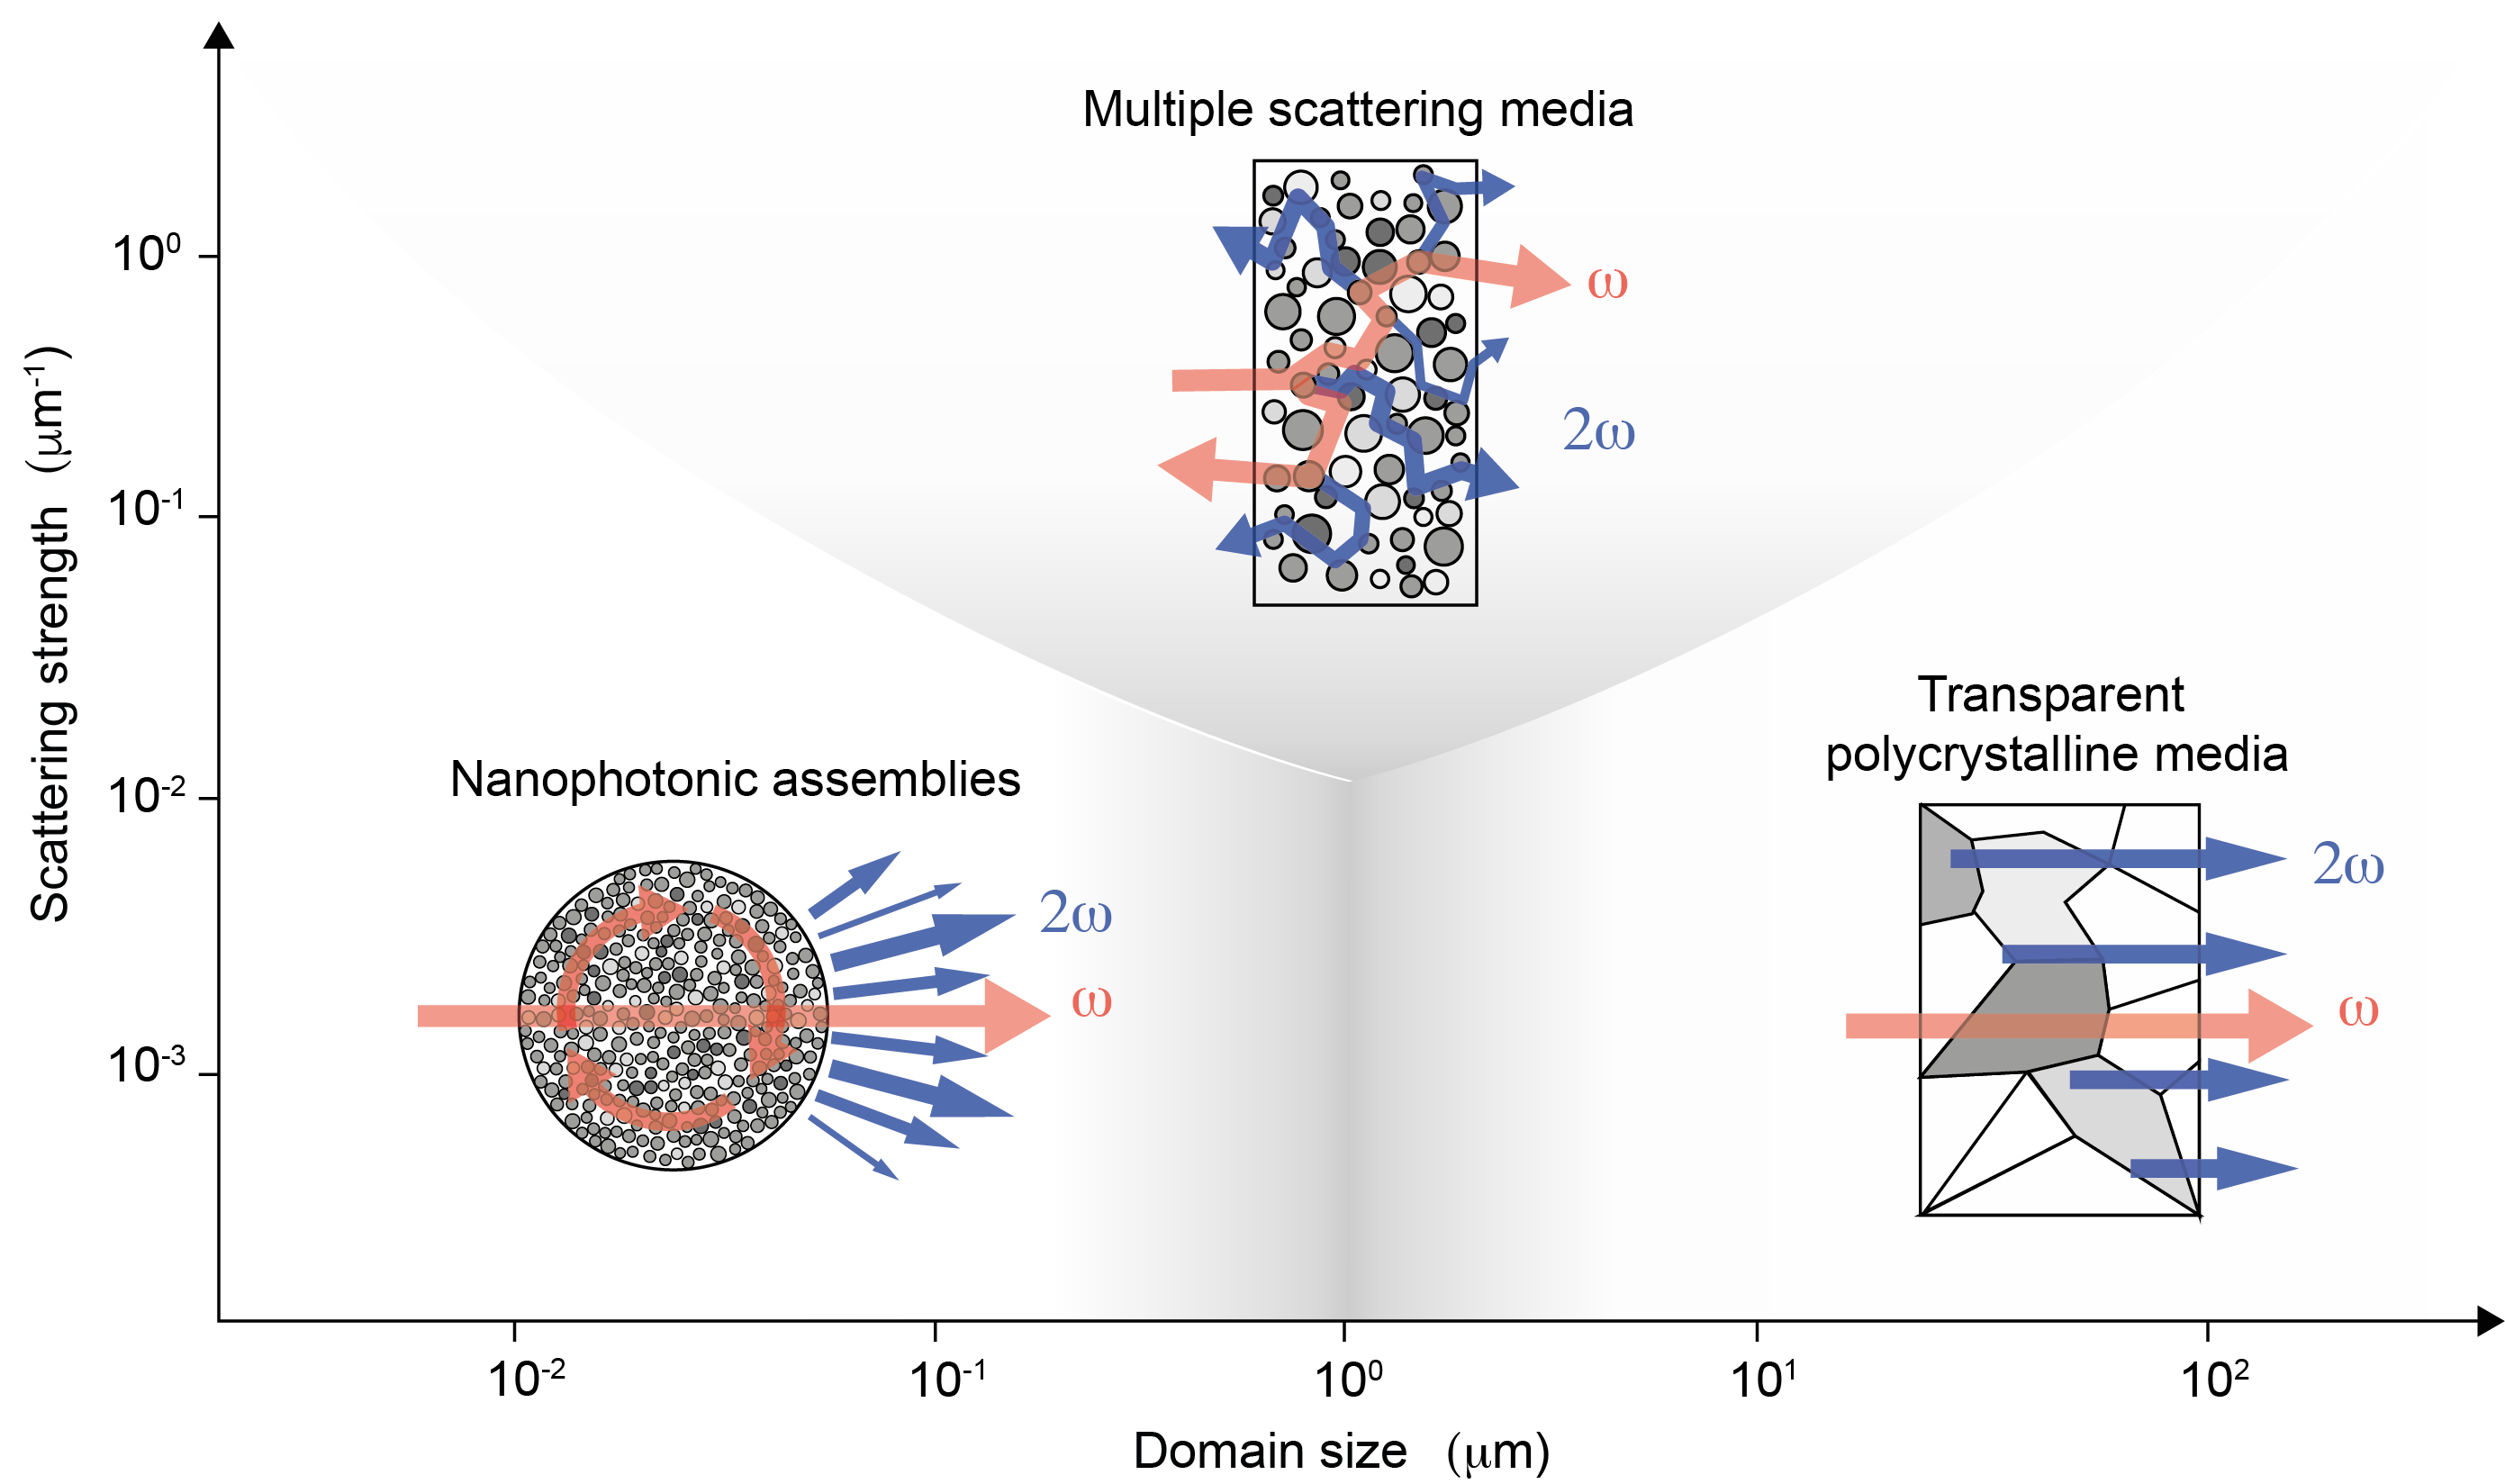 Multiple scattering media
10⁰
ω
Scattering strength (μm⁻¹)
2ω
10⁻¹
Transparent
polycrystalline media
Nanophotonic assemblies
10⁻²
2ω
2ω
ω
ω
10⁻³
10⁻²
10⁻¹
10⁰
10¹
10²
Domain size (μm)